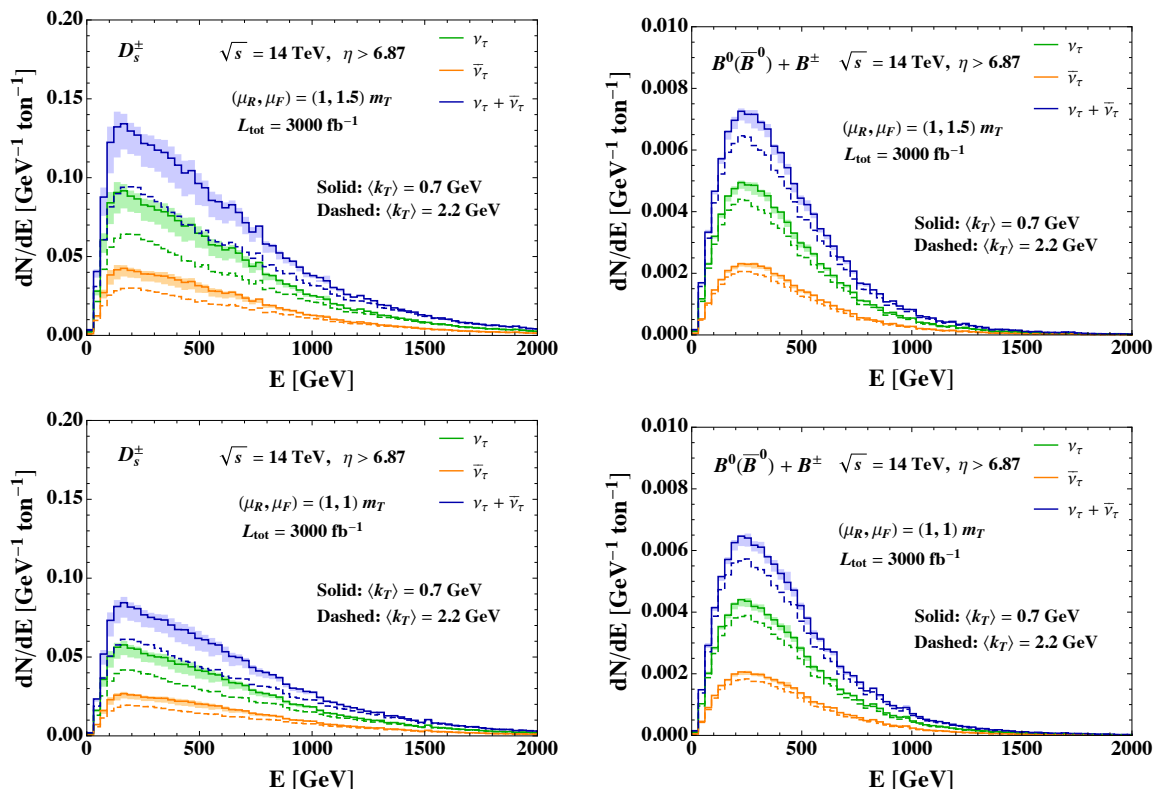 dN/dE [GeV⁻¹ ton⁻¹]
0.20
0.15
0.10
0.05
0.00
D_s^±
√s = 14 TeV, η > 6.87
(μ_R, μ_F) = (1, 1.5) m_T
L_tot = 3000 fb⁻¹
ν_τ
ν̄_τ
ν_τ + ν̄_τ
Solid: ⟨k_T⟩ = 0.7 GeV
Dashed: ⟨k_T⟩ = 2.2 GeV
0 500 1000 1500 2000
E [GeV]
dN/dE [GeV⁻¹ ton⁻¹]
0.010
0.008
0.006
0.004
0.002
0.000
B⁰(B̄⁰) + B^± √s = 14 TeV, η > 6.87
(μ_R, μ_F) = (1, 1.5) m_T
L_tot = 3000 fb⁻¹
ν_τ
ν̄_τ
ν_τ + ν̄_τ
Solid: ⟨k_T⟩ = 0.7 GeV
Dashed: ⟨k_T⟩ = 2.2 GeV
0 500 1000 1500 2000
E [GeV]
dN/dE [GeV⁻¹ ton⁻¹]
0.20
0.15
0.10
0.05
0.00
D_s^±
√s = 14 TeV, η > 6.87
(μ_R, μ_F) = (1, 1) m_T
L_tot = 3000 fb⁻¹
ν_τ
ν̄_τ
ν_τ + ν̄_τ
Solid: ⟨k_T⟩ = 0.7 GeV
Dashed: ⟨k_T⟩ = 2.2 GeV
0 500 1000 1500 2000
E [GeV]
dN/dE [GeV⁻¹ ton⁻¹]
0.010
0.008
0.006
0.004
0.002
0.000
B⁰(B̄⁰) + B^± √s = 14 TeV, η > 6.87
(μ_R, μ_F) = (1, 1) m_T
L_tot = 3000 fb⁻¹
ν_τ
ν̄_τ
ν_τ + ν̄_τ
Solid: ⟨k_T⟩ = 0.7 GeV
Dashed: ⟨k_T⟩ = 2.2 GeV
0 500 1000 1500 2000
E [GeV]